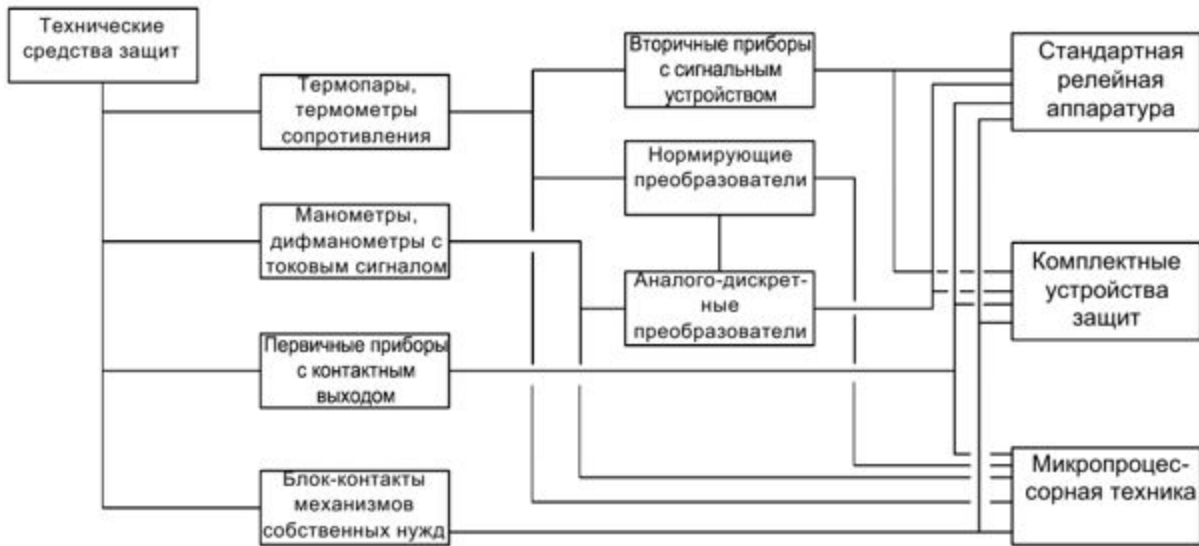 Технические
средства защит
Термопары,
термометры
сопротивления
Манометры,
дифманометры с
токовым сигналом
Первичные приборы
с контактным
выходом
Блок-контакты
механизмов
собственных нужд
Вторичные приборы
с сигнальным
устройством
Нормирующие
преобразователи
Аналого-дискрет-
ные
преобразователи
Стандартная
релейная
аппаратура
Комплектные
устройства
защит
Микропроцес-
сорная техника